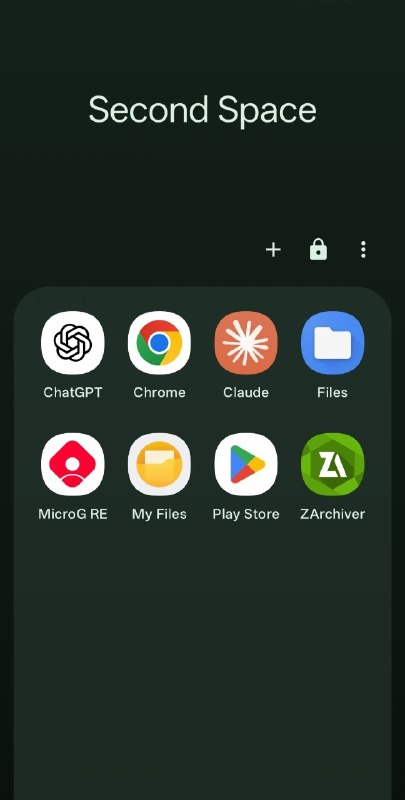 Second Space
ChatGPT Chrome Claude Files
MicroG RE My Files Play Store ZArchiver